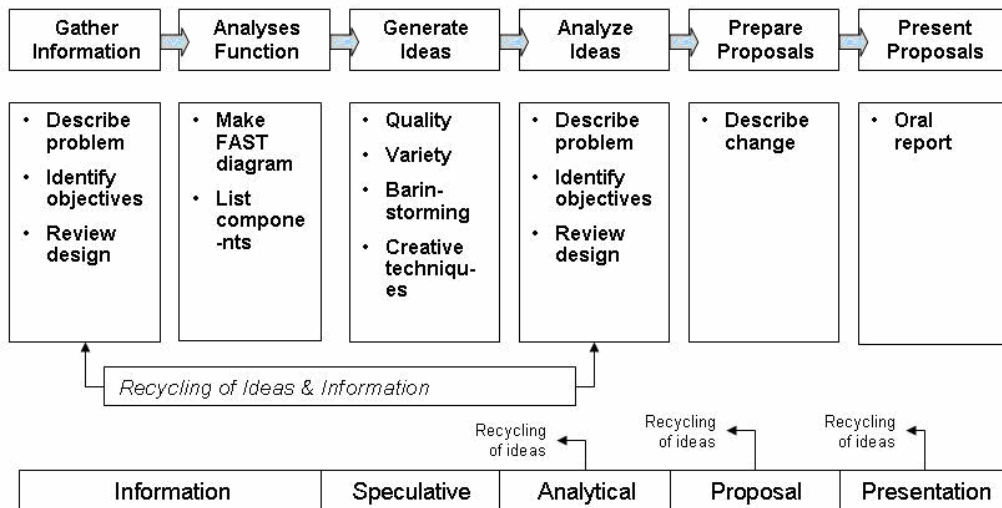 Gather
Information
Analyses
Function
Generate
Ideas
Analyze
Ideas
Prepare
Proposals
Present
Proposals
• Describe
problem
• Identify
objectives
• Review
design
• Make
FAST
diagram
• List
compone
-nts
• Quality
• Variety
• Barin-
storming
• Creative
techniqu-
es
• Describe
problem
• Identify
objectives
• Review
design
• Describe
change
• Oral
report
Recycling of Ideas & Information
Recycling
of ideas
Recycling
of ideas
Recycling
of ideas
Information
Speculative
Analytical
Proposal
Presentation